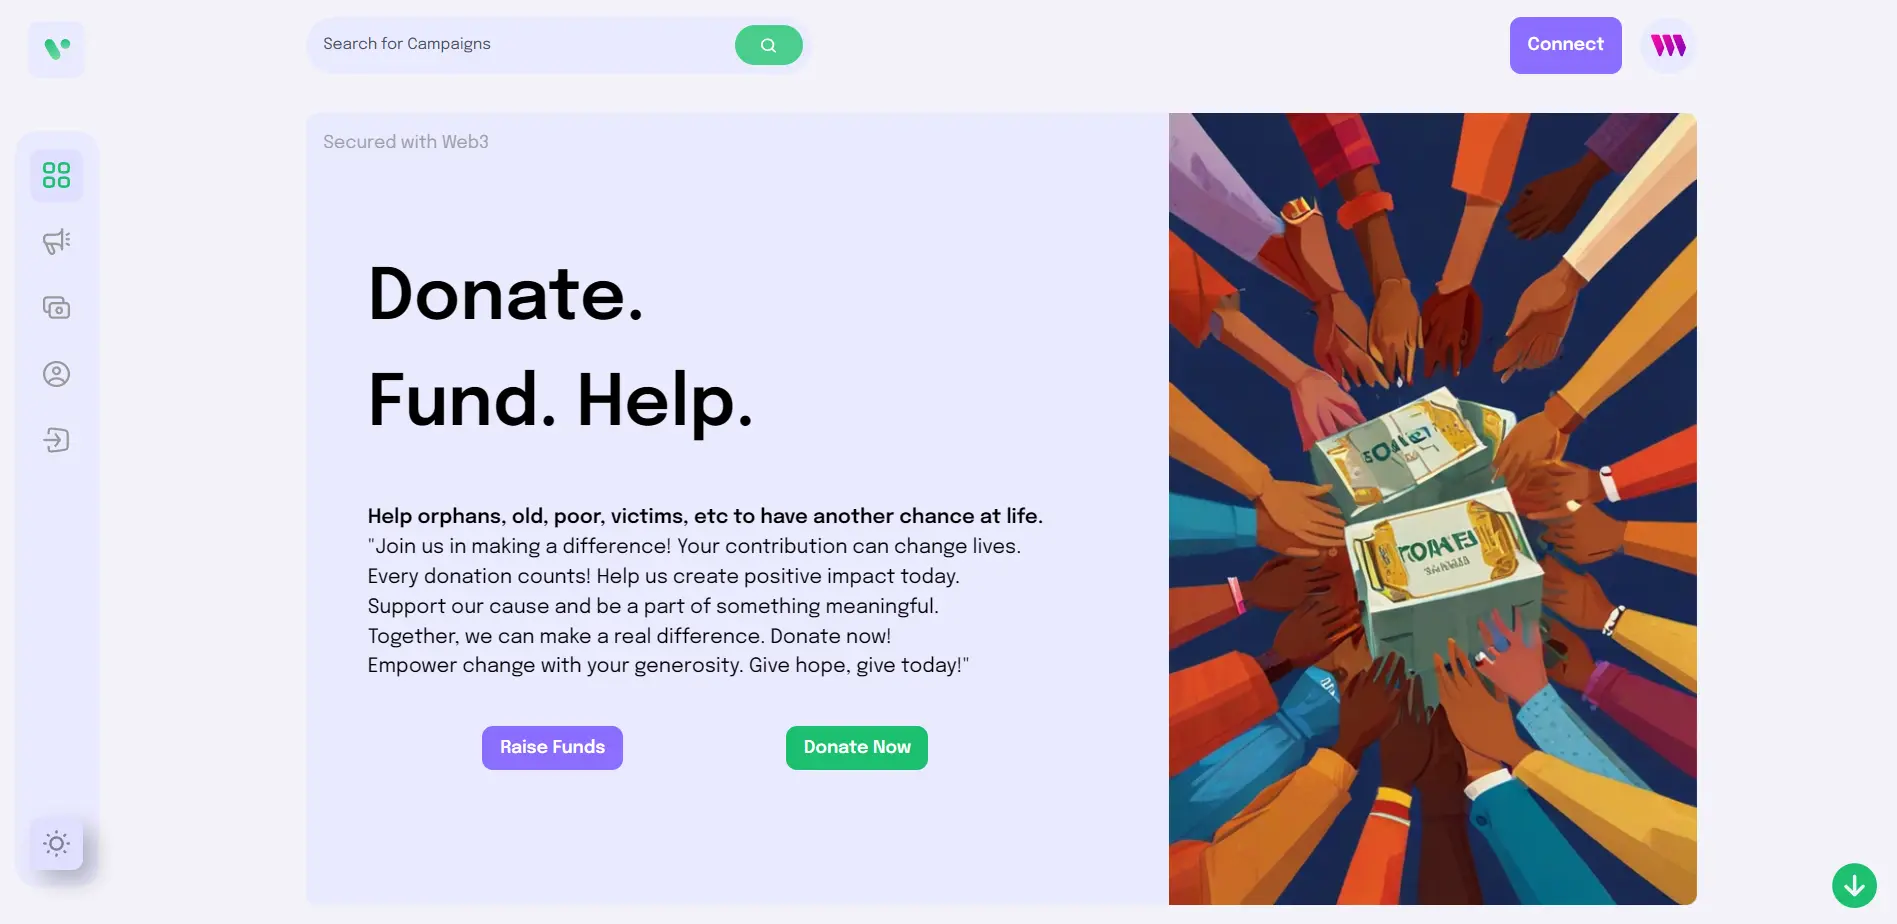 Search for Campaigns
Connect
Secured with Web3
Donate.
Fund. Help.
Help orphans, old, poor, victims, etc to have another chance at life.
"Join us in making a difference! Your contribution can change lives.
Every donation counts! Help us create positive impact today.
Support our cause and be a part of something meaningful.
Together, we can make a real difference. Donate now!
Empower change with your generosity. Give hope, give today!"
Raise Funds
Donate Now